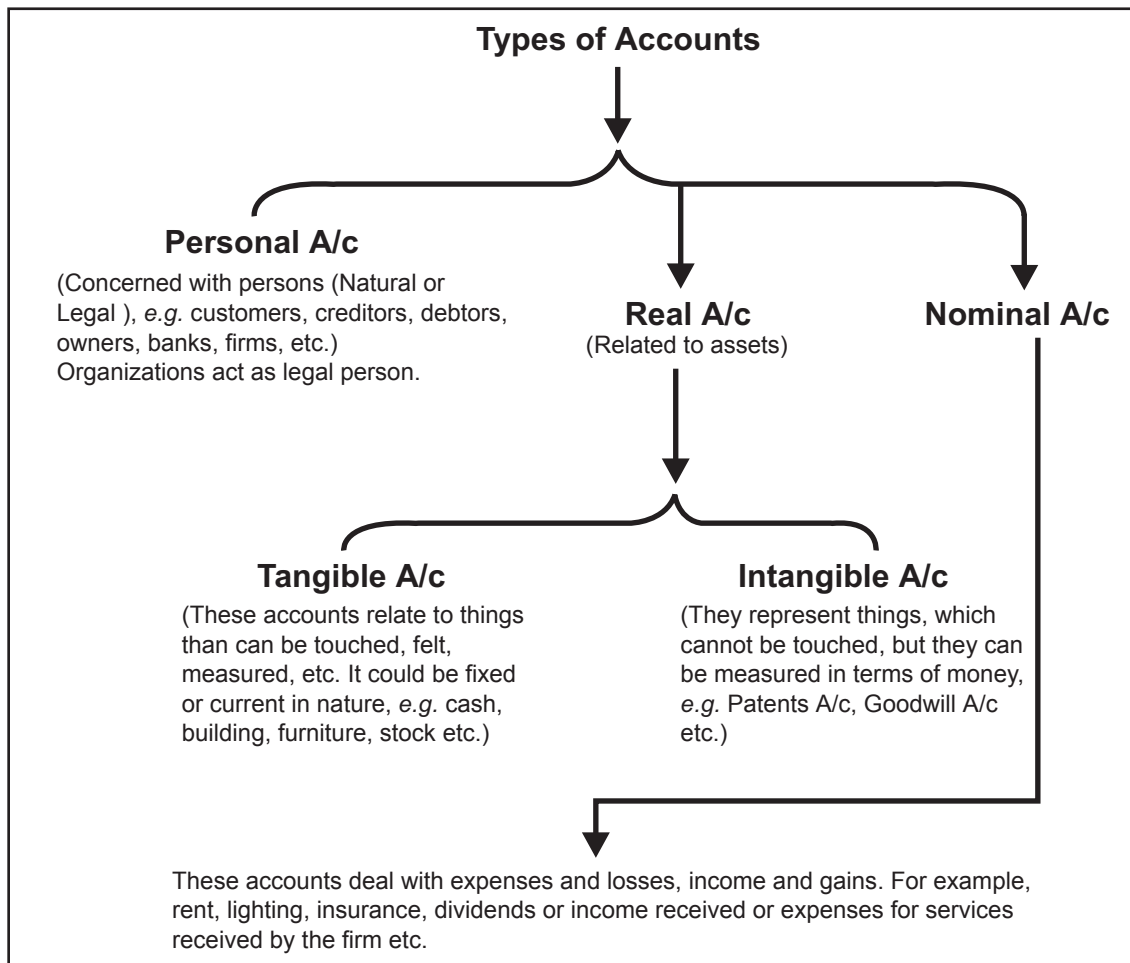 Types of Accounts
Personal A/c
(Concerned with persons (Natural or
Legal ), e.g. customers, creditors, debtors,
owners, banks, firms, etc.)
Organizations act as legal person.
Real A/c
(Related to assets)
Nominal A/c
Tangible A/c
(These accounts relate to things
than can be touched, felt,
measured, etc. It could be fixed
or current in nature, e.g. cash,
building, furniture, stock etc.)
Intangible A/c
(They represent things, which
cannot be touched, but they can
be measured in terms of money,
e.g. Patents A/c, Goodwill A/c
etc.)
These accounts deal with expenses and losses, income and gains. For example,
rent, lighting, insurance, dividends or income received or expenses for services
received by the firm etc.